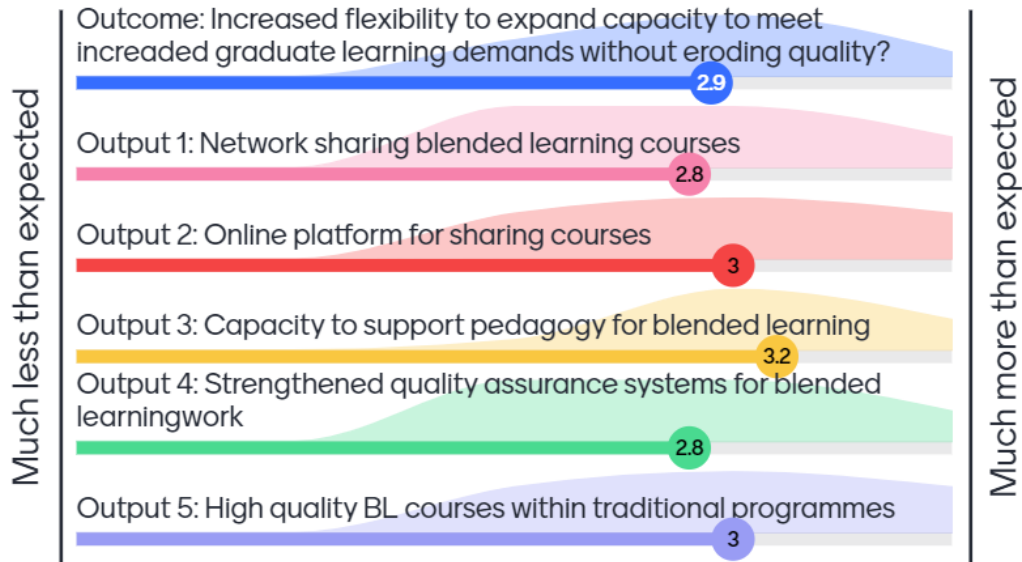 Much less than expected
Outcome: Increased flexibility to expand capacity to meet
increaded graduate learning demands without eroding quality?
2.9
Output 1: Network sharing blended learning courses
2.8
Output 2: Online platform for sharing courses
3
Output 3: Capacity to support pedagogy for blended learning
3.2
Output 4: Strengthened quality assurance systems for blended
learningwork
2.8
Output 5: High quality BL courses within traditional programmes
3
Much more than expected